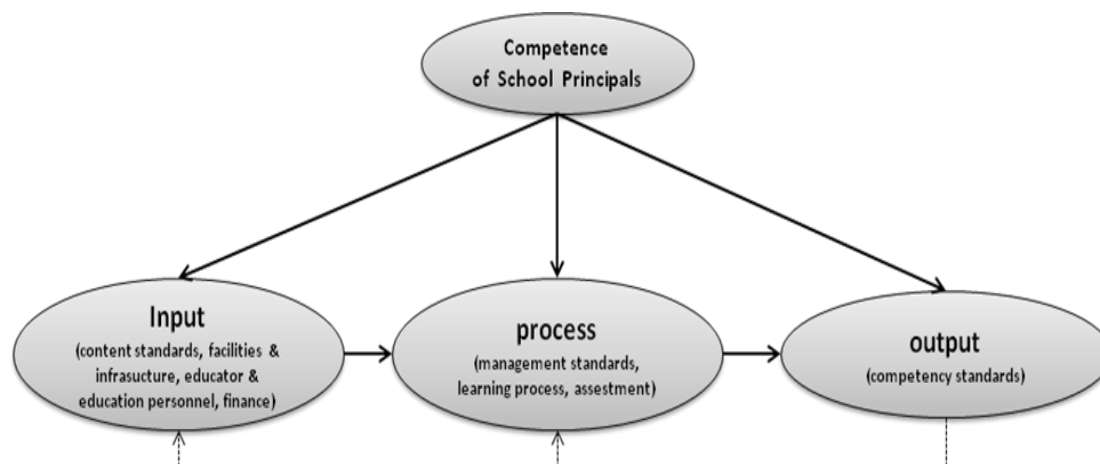 Competence
of School Principals
Input
(content standards, facilities &
infrasucture, educator &
education personnel, finance)
process
(management standards,
learning process, assestment)
output
(competency standards)